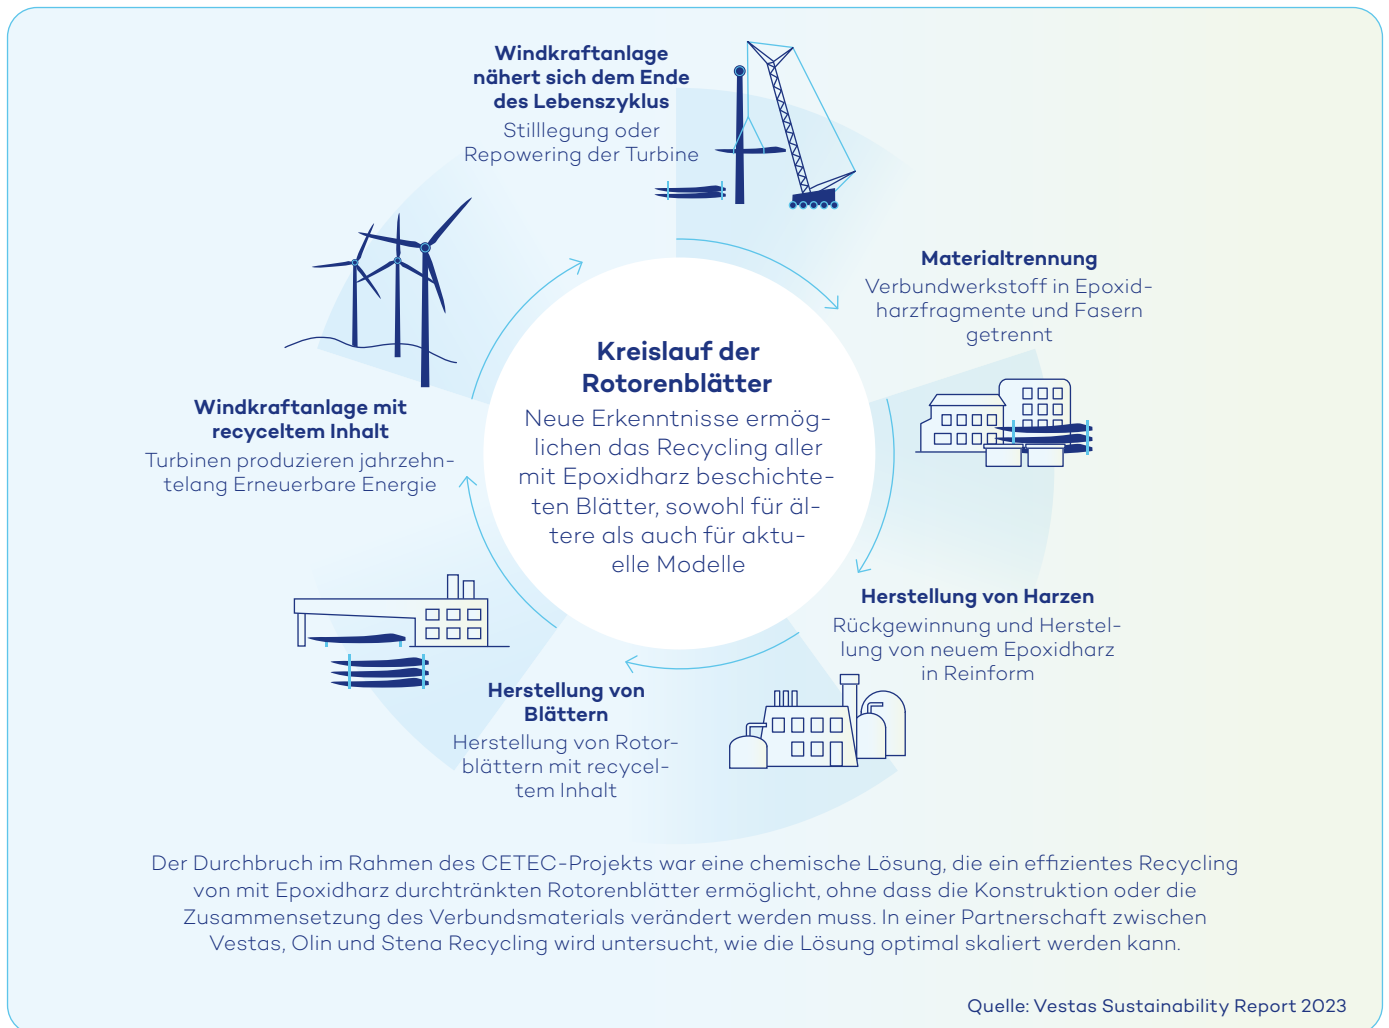 Windkraftanlage
nähert sich dem Ende
des Lebenszyklus
Stilllegung oder
Repowering der Turbine
Materialtrennung
Verbundwerkstoff in Epoxid-
harzfragmente und Fasern
getrennt
Kreislauf der
Rotorenblätter
Neue Erkenntnisse ermög-
lichen das Recycling aller
mit Epoxidharz beschichte-
ten Blätter, sowohl für äl-
tere als auch für aktu-
elle Modelle
Windkraftanlage mit
recyceltem Inhalt
Turbinen produzieren jahrzehn-
telang Erneuerbare Energie
Herstellung von Harzen
Rückgewinnung und Herstel-
lung von neuem Epoxidharz
in Reinform
Herstellung von
Blättern
Herstellung von Rotor-
blättern mit recycel-
tem Inhalt
Der Durchbruch im Rahmen des CETEC-Projekts war eine chemische Lösung, die ein effizientes Recycling
von mit Epoxidharz durchtränkten Rotorenblätter ermöglicht, ohne dass die Konstruktion oder die
Zusammensetzung des Verbundsmaterials verändert werden muss. In einer Partnerschaft zwischen
Vestas, Olin und Stena Recycling wird untersucht, wie die Lösung optimal skaliert werden kann.
Quelle: Vestas Sustainability Report 2023